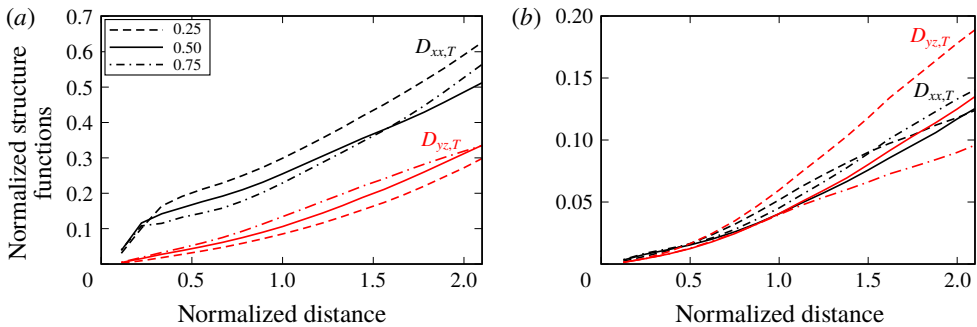 (a)
0.7
0.6
0.5
0.4
0.3
0.2
0.1
0.25
0.50
0.75
D_{xx,T}
D_{yz,T}
0 0.5 1.0 1.5 2.0
Normalized distance
Normalized structure
functions
(b)
0.20
0.15
0.10
0.05
D_{yz,T}
D_{xx,T}
0 0.5 1.0 1.5 2.0
Normalized distance